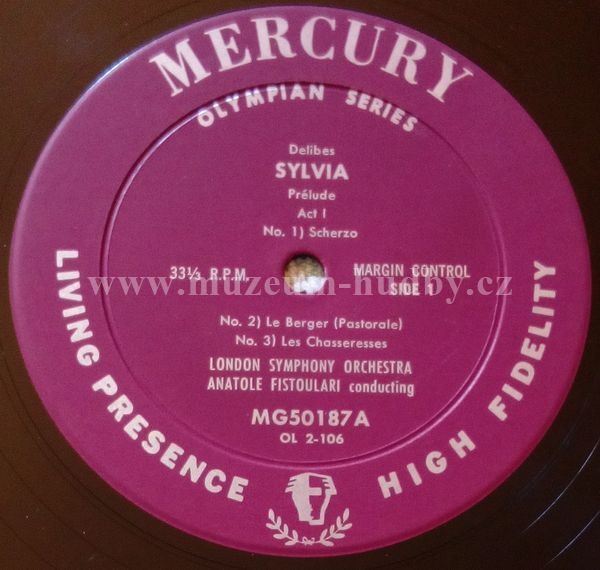 MERCURY
OLYMPIAN SERIES
Delibes
SYLVIA
Prélude
Act I
No. 1) Scherzo
33⅓ R.P.M.
MARGIN CONTROL
SIDE 1
www.muzeum-hudby.cz
No. 2) Le Berger (Pastorale)
No. 3) Les Chasseresses
LONDON SYMPHONY ORCHESTRA
ANATOLE FISTOULARI conducting
MG50187A
OL 2-106
LIVING PRESENCE
HIGH FIDELITY